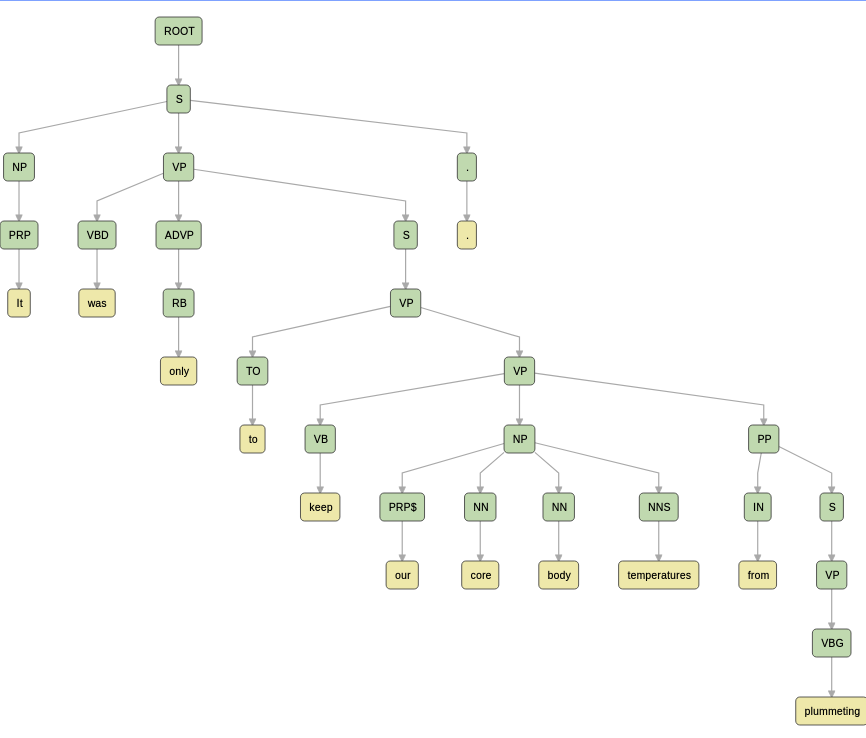 ROOT
S
NP VP .
PRP VBD ADVP S .
It was RB VP
only TO VP
to VB NP PP
keep PRP$ NN NN NNS IN S
our core body temperatures from VP
VBG
plummeting